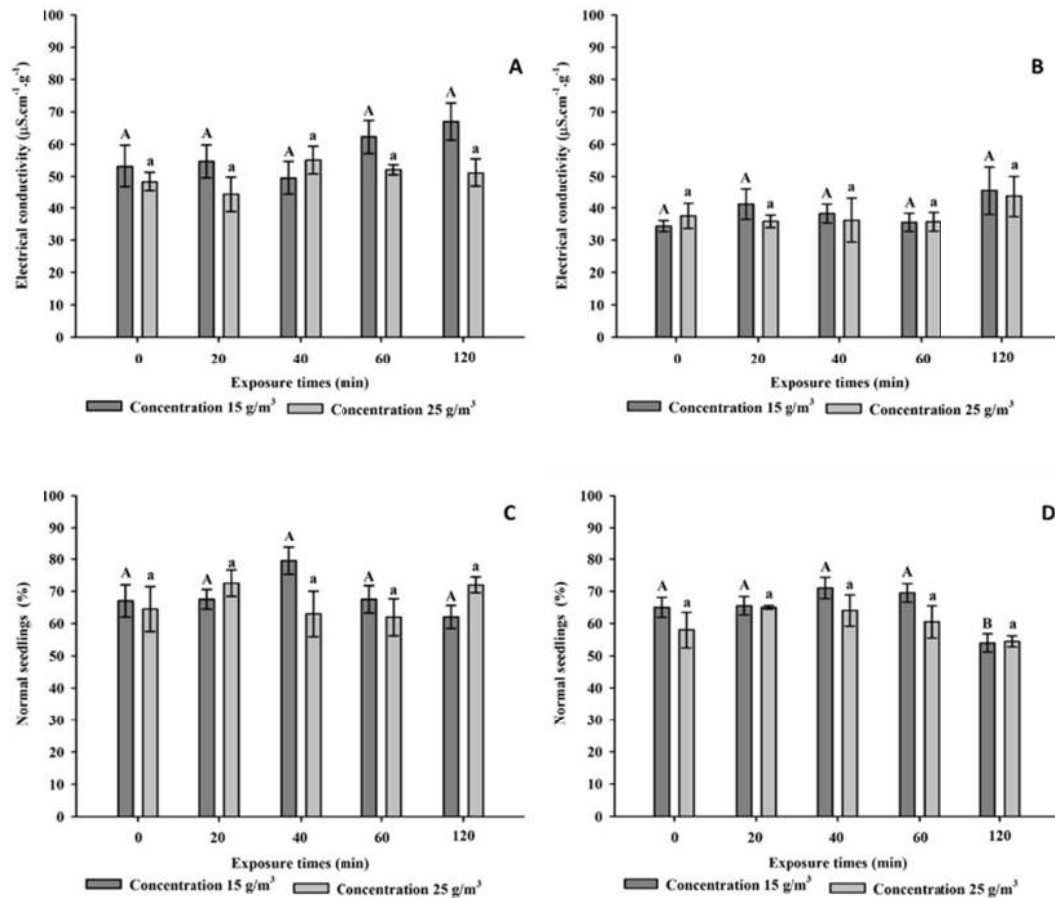 A
Electrical conductivity (µS.cm⁻¹.g⁻¹)
100
90
80
70
60
50
40
30
20
10
0
A a A a A a A a A a
0 20 40 60 120
Exposure times (min)
Concentration 15 g/m³ Concentration 25 g/m³
B
Electrical conductivity (µS.cm⁻¹.g⁻¹)
100
90
80
70
60
50
40
30
20
10
0
A a A a A a A a A a
0 20 40 60 120
Exposure times (min)
Concentration 15 g/m³ Concentration 25 g/m³
C
Normal seedlings (%)
100
90
80
70
60
50
40
30
20
10
0
A a A a A a A a A a
0 20 40 60 120
Exposure times (min)
Concentration 15 g/m³ Concentration 25 g/m³
D
Normal seedlings (%)
100
90
80
70
60
50
40
30
20
10
0
A a A a A a A a B a
0 20 40 60 120
Exposure times (min)
Concentration 15 g/m³ Concentration 25 g/m³